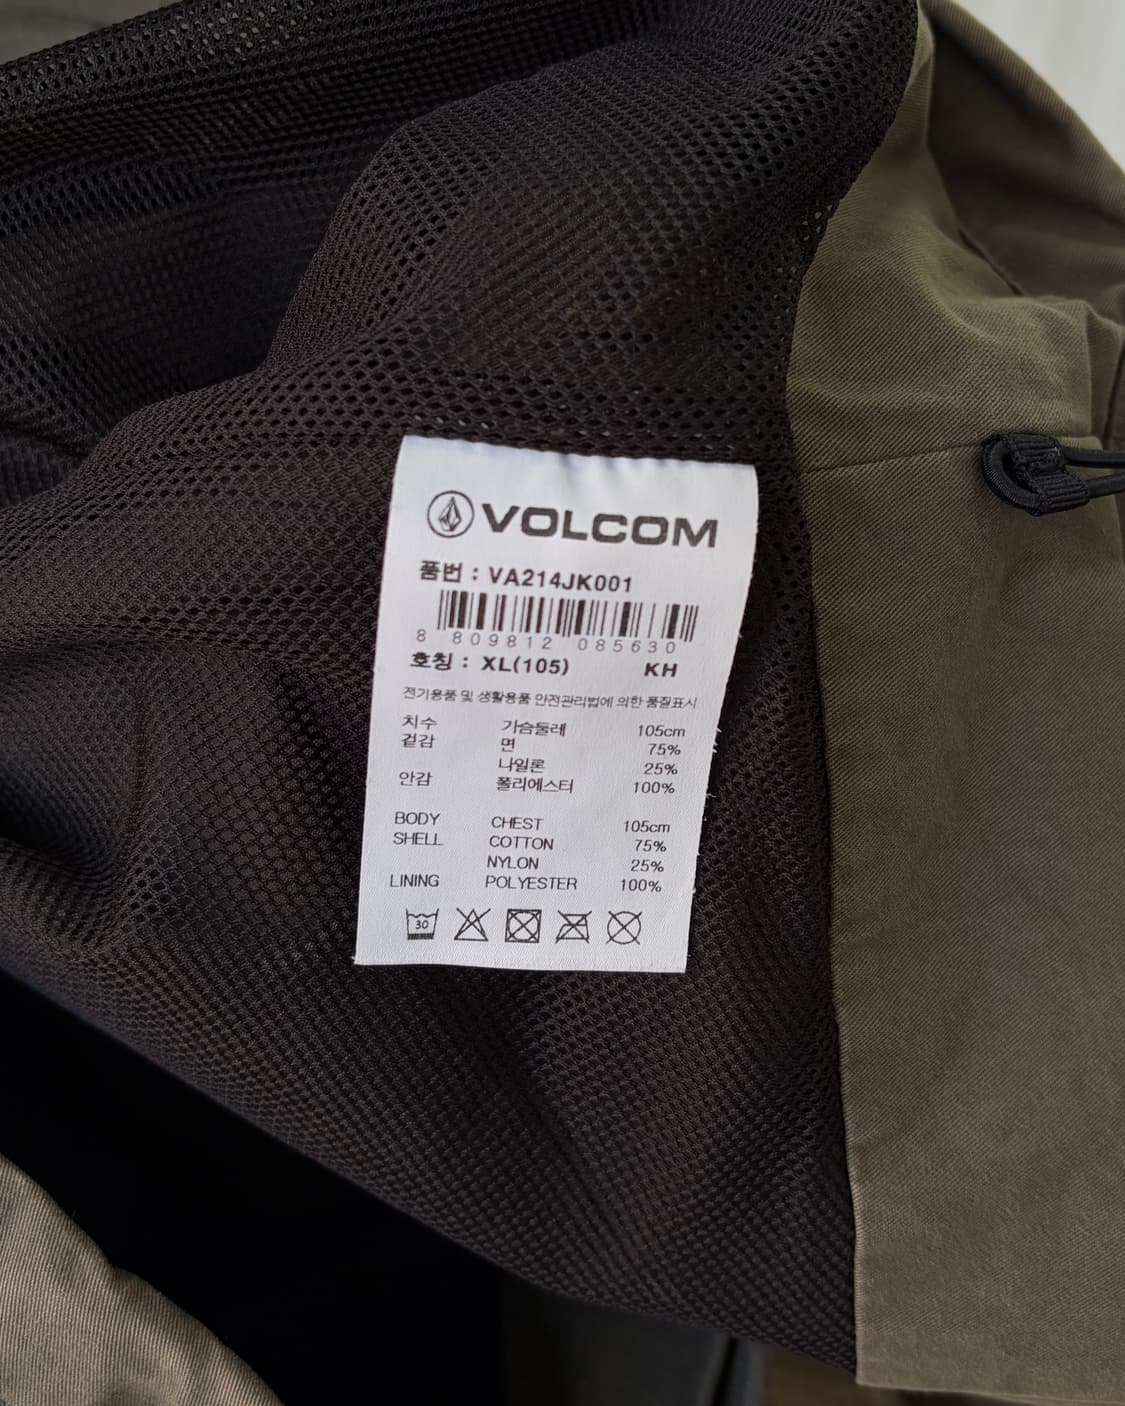 VOLCOM
품번 : VA214JK001
8 809812 085630
호칭 : XL(105) KH
전기용품 및 생활용품 안전관리법에 의한 품질표시
치수 가슴둘레 105cm
겉감 면 75%
나일론 25%
안감 폴리에스터 100%
BODY CHEST 105cm
SHELL COTTON 75%
NYLON 25%
LINING POLYESTER 100%
30